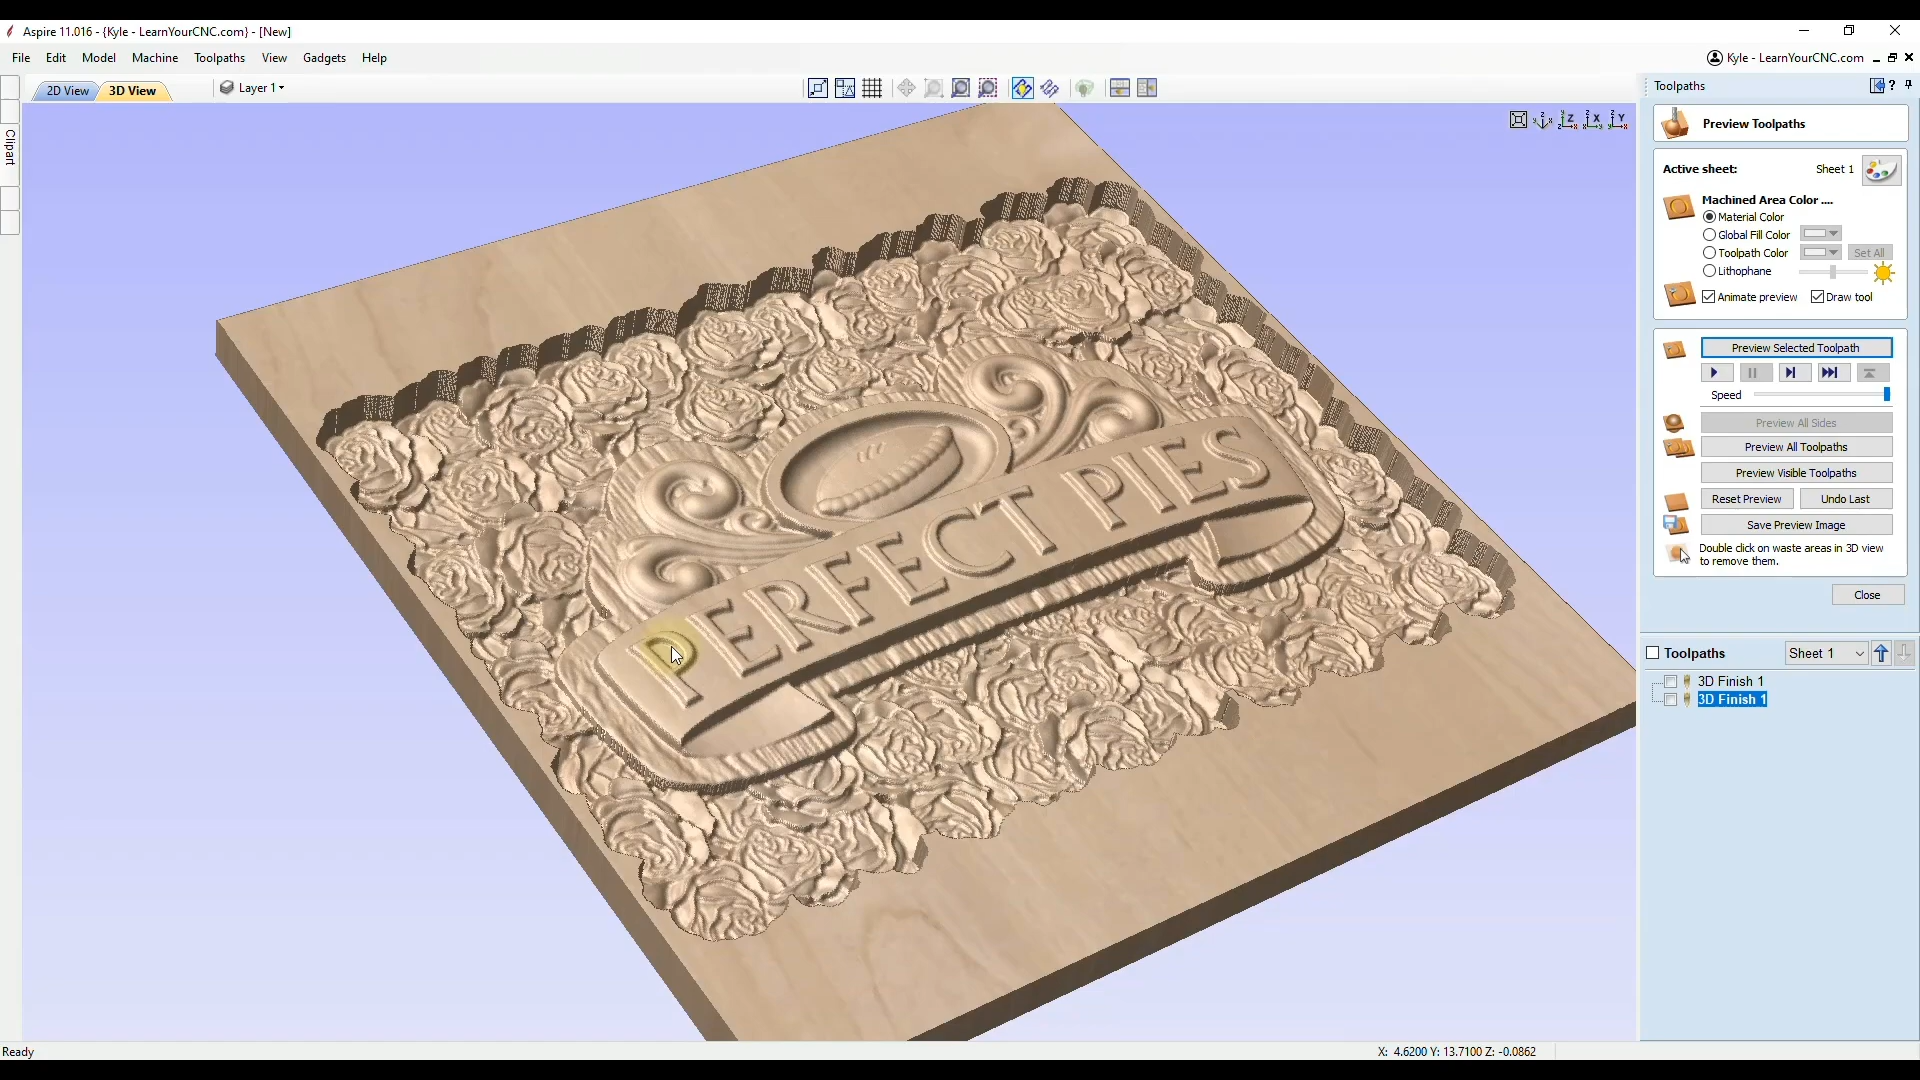 Aspire 11.016 - {Kyle - LearnYourCNC.com} - [New]
File Edit Model Machine Toolpaths View Gadgets Help
Kyle - LearnYourCNC.com
2D View 3D View Layer 1
Clipart
PERFECT PIES
Toolpaths
Preview Toolpaths
Active sheet: Sheet 1
Machined Area Color ....
Material Color
Global Fill Color
Toolpath Color Set All
Lithophane
Animate preview Draw tool
Preview Selected Toolpath
Speed
Preview All Sides
Preview All Toolpaths
Preview Visible Toolpaths
Reset Preview Undo Last
Save Preview Image
Double click on waste areas in 3D view
to remove them.
Close
Toolpaths Sheet 1
3D Finish 1
3D Finish 1
Ready
X: 4.6200 Y: 13.7100 Z: -0.0862